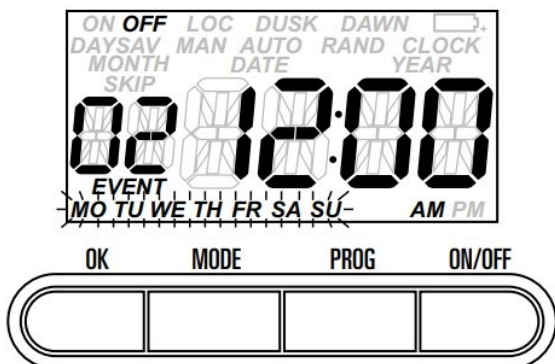 ON OFF LOC DUSK DAWN +
DAYSAV MAN AUTO RAND CLOCK
MONTH DATE YEAR
SKIP
02 12:00
EVENT
MO TU WE TH FR SA SU AM PM
OK MODE PROG ON/OFF